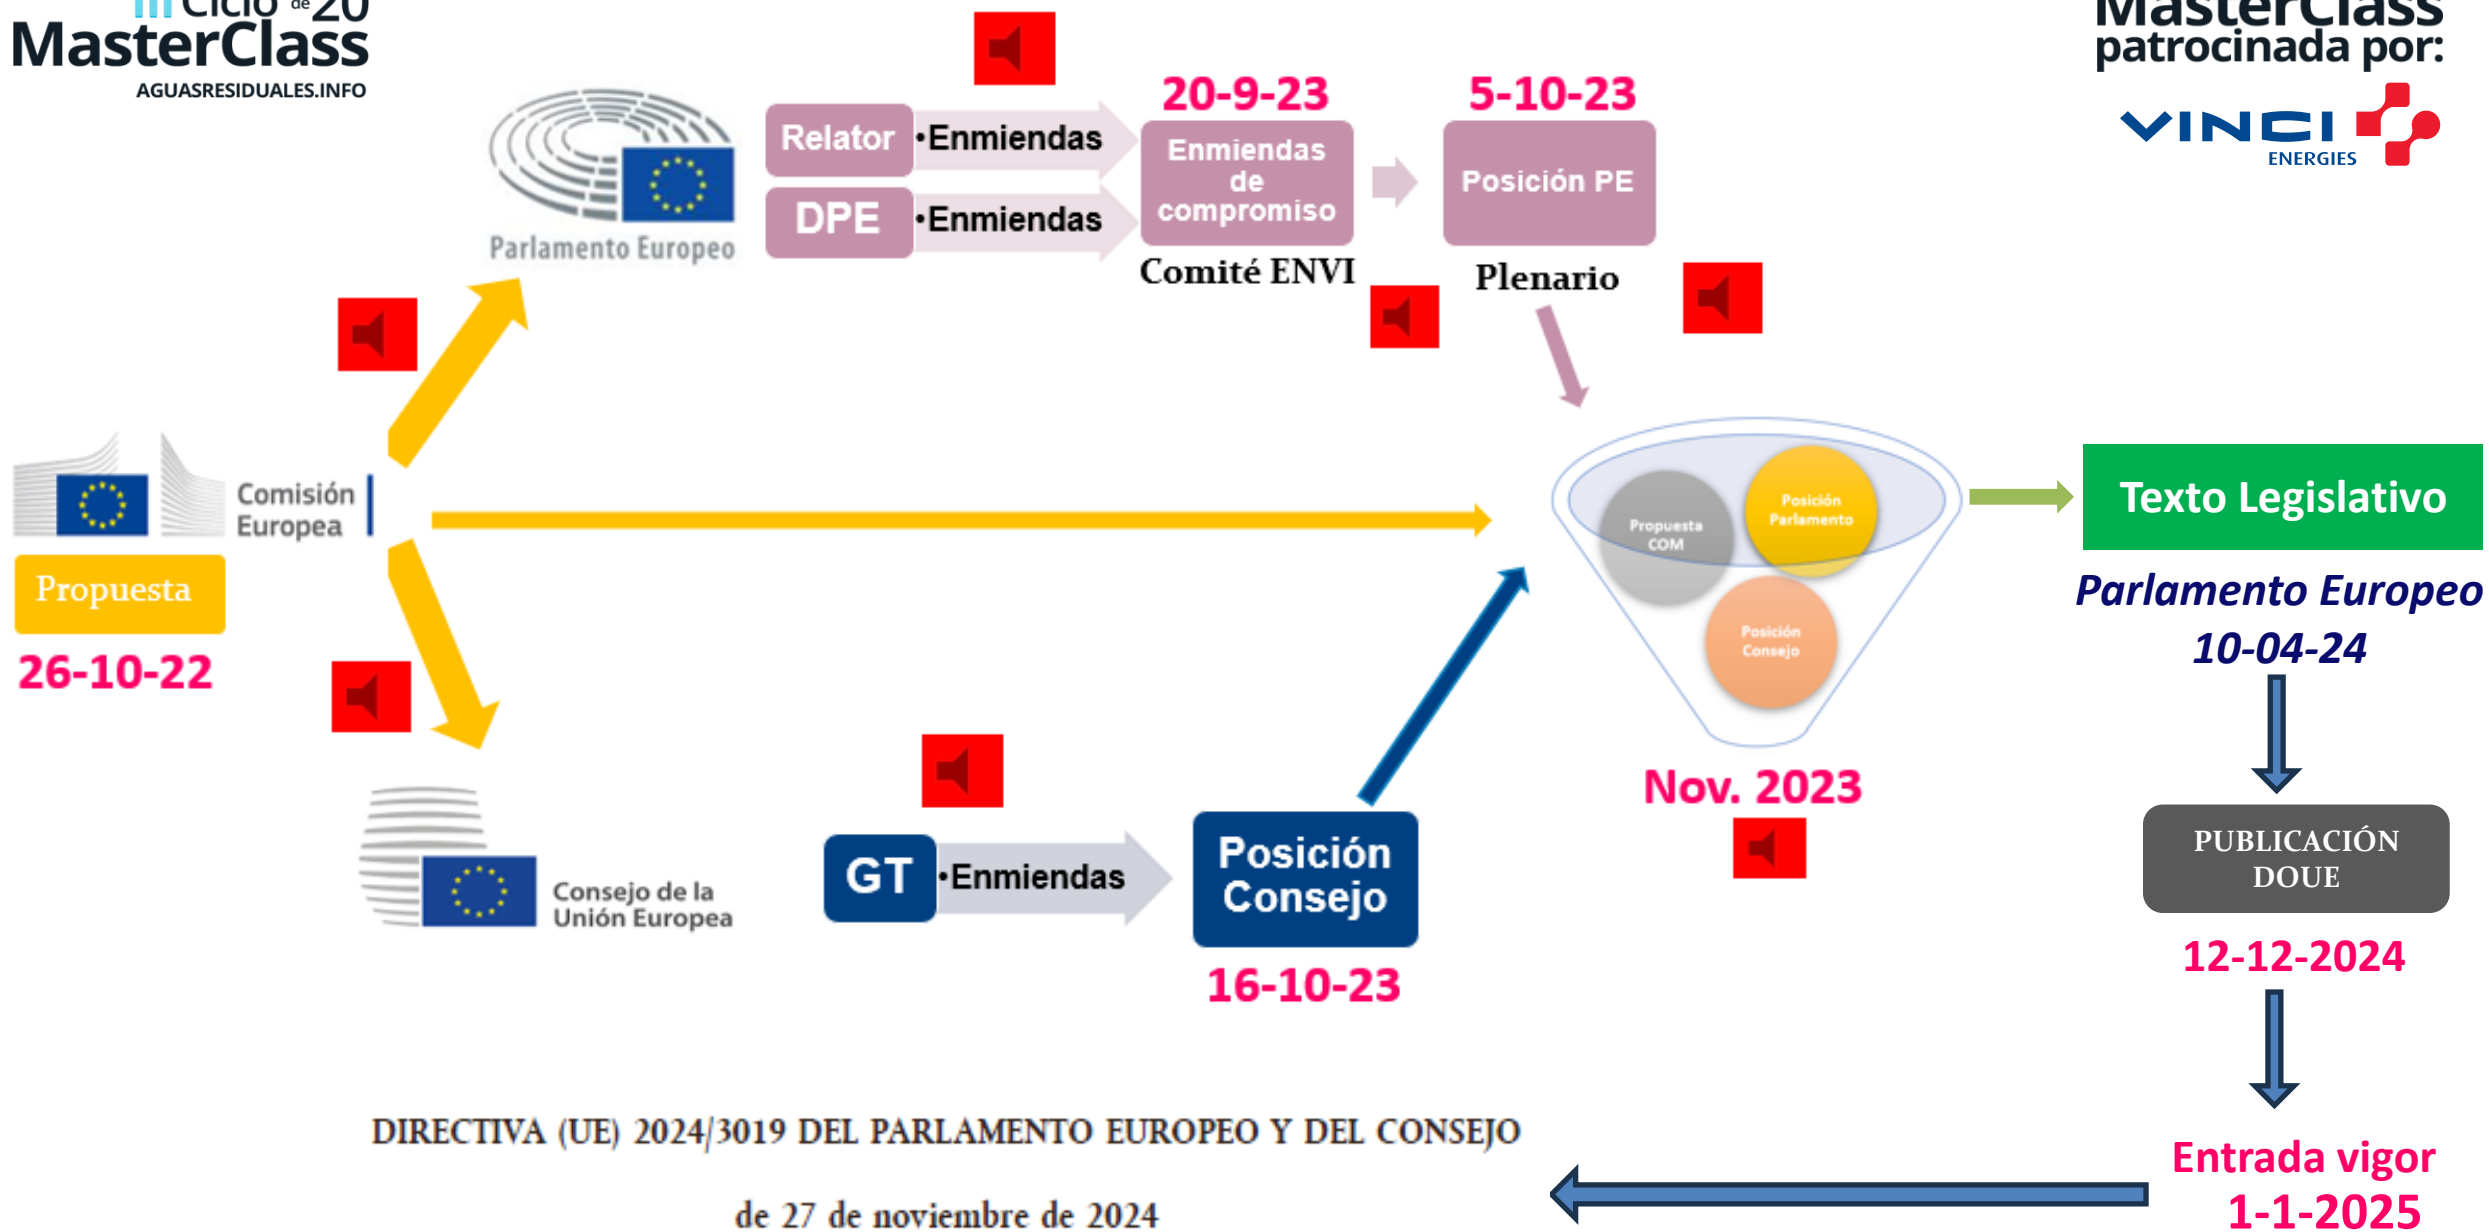 III Ciclo de 20
MasterClass
AGUASRESIDUALES.INFO
MasterClass
patrocinada por:
VINCI
ENERGIES
Parlamento Europeo
Relator
•Enmiendas
DPE
•Enmiendas
20-9-23
Enmiendas
de
compromiso
Comité ENVI
5-10-23
Posición PE
Plenario
Comisión
Europea
Propuesta
26-10-22
Propuesta
COM
Posición
Parlamento
Posición
Consejo
Nov. 2023
Texto Legislativo
Parlamento Europeo
10-04-24
PUBLICACIÓN
DOUE
12-12-2024
Entrada vigor
1-1-2025
Consejo de la
Unión Europea
GT
•Enmiendas
Posición
Consejo
16-10-23
DIRECTIVA (UE) 2024/3019 DEL PARLAMENTO EUROPEO Y DEL CONSEJO
de 27 de noviembre de 2024